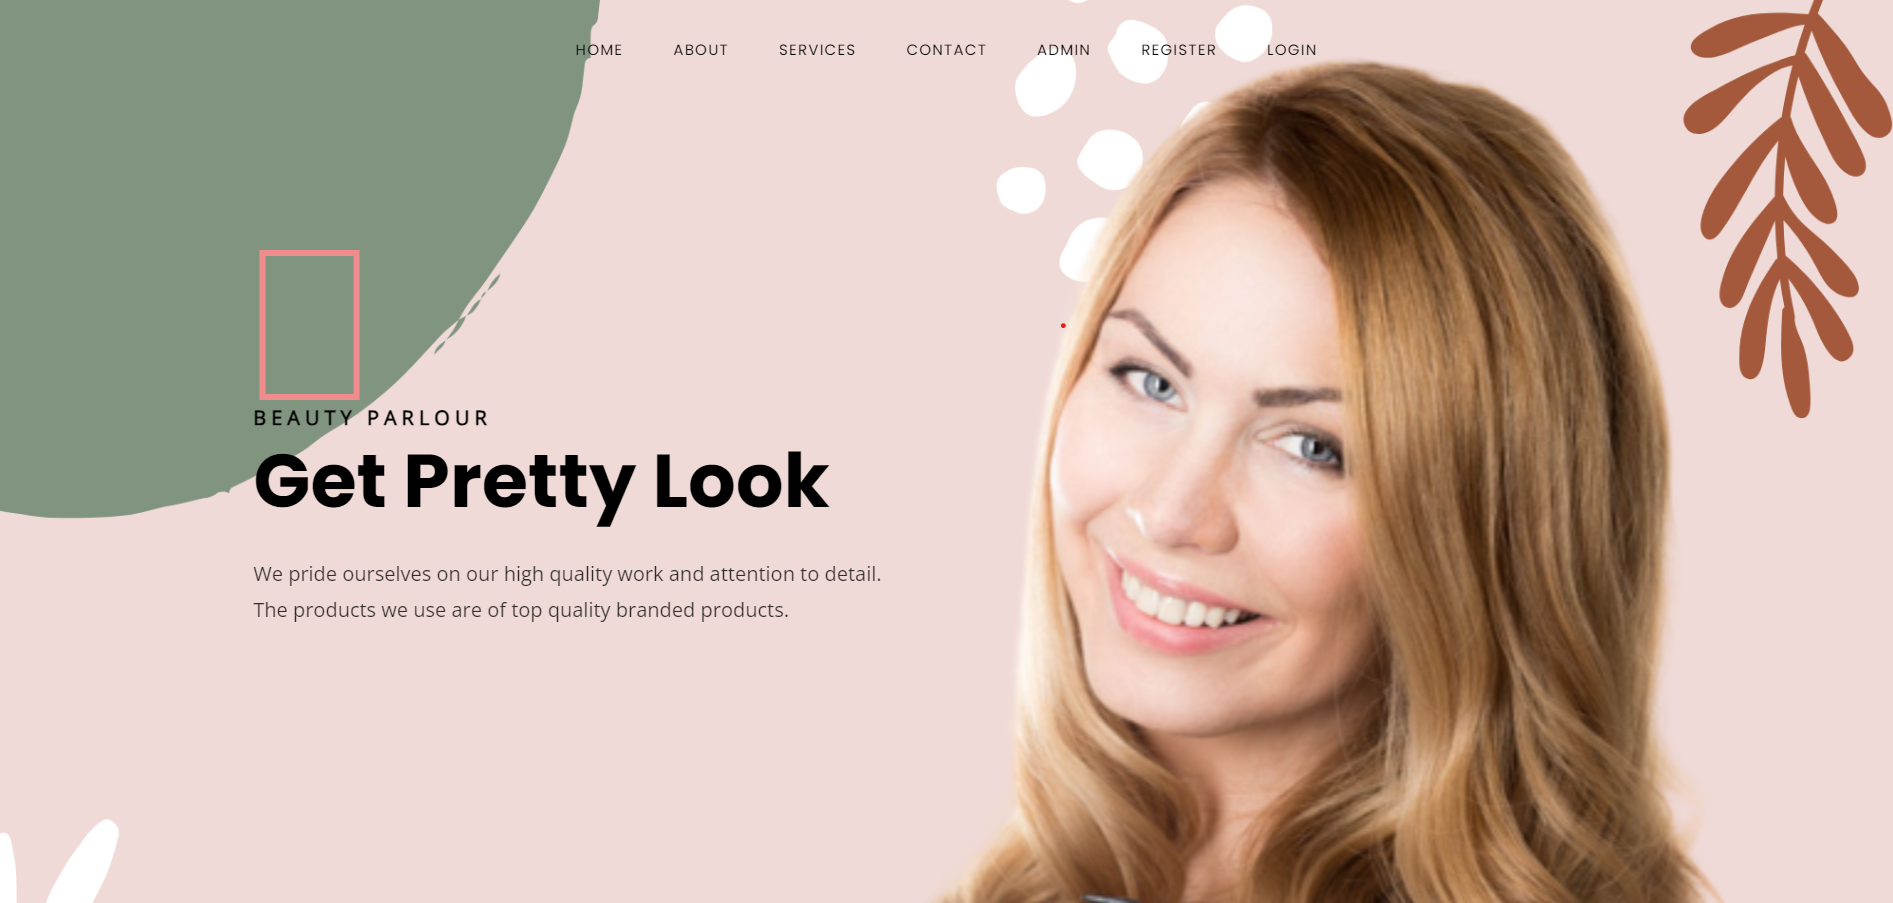 HOME ABOUT SERVICES CONTACT ADMIN REGISTER LOGIN
BEAUTY PARLOUR
Get Pretty Look
We pride ourselves on our high quality work and attention to detail.
The products we use are of top quality branded products.